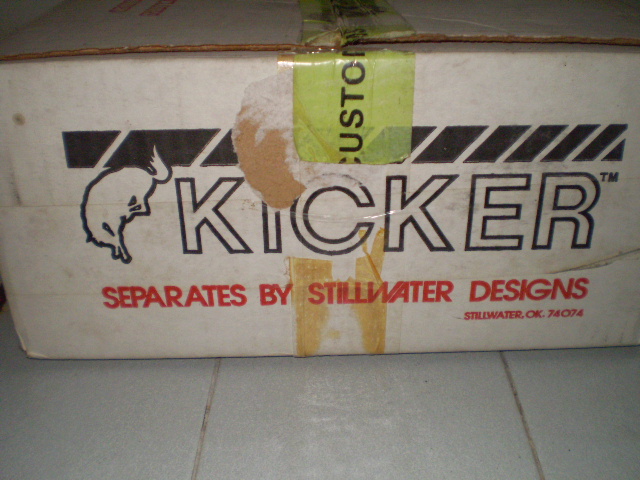 CUSTO
KICKER™
SEPARATES BY STILLWATER DESIGNS
STILLWATER, OK. 74074